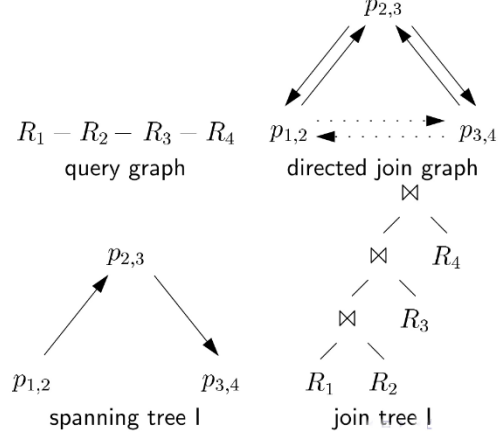 p2,3
R1 – R2 – R3 – R4
p1,2
p3,4
query graph
directed join graph
⋈
p2,3
⋈
R4
⋈
R3
p1,2
p3,4
R1
R2
spanning tree I
join tree I